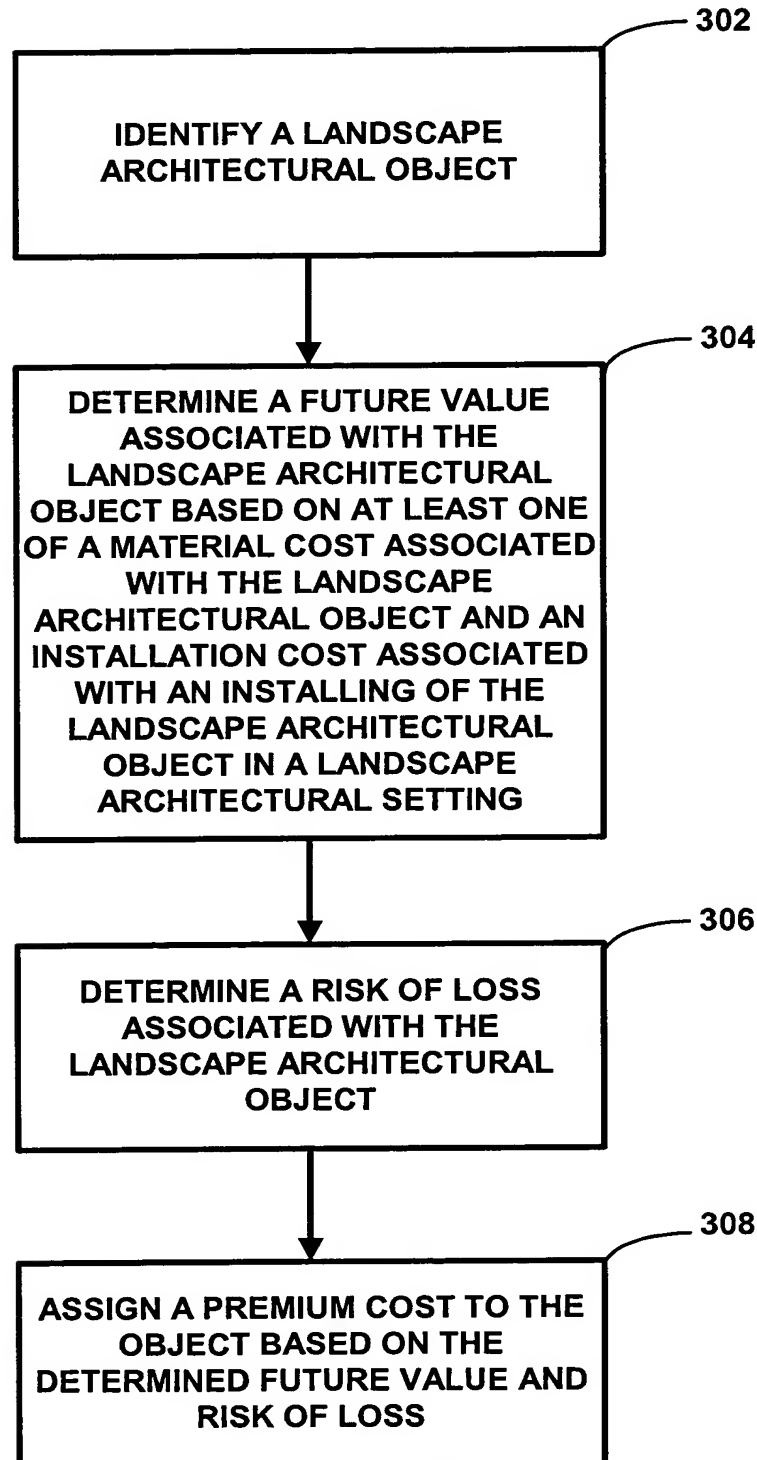 302
IDENTIFY A LANDSCAPE
ARCHITECTURAL OBJECT
304
DETERMINE A FUTURE VALUE
ASSOCIATED WITH THE
LANDSCAPE ARCHITECTURAL
OBJECT BASED ON AT LEAST ONE
OF A MATERIAL COST ASSOCIATED
WITH THE LANDSCAPE
ARCHITECTURAL OBJECT AND AN
INSTALLATION COST ASSOCIATED
WITH AN INSTALLING OF THE
LANDSCAPE ARCHITECTURAL
OBJECT IN A LANDSCAPE
ARCHITECTURAL SETTING
306
DETERMINE A RISK OF LOSS
ASSOCIATED WITH THE
LANDSCAPE ARCHITECTURAL
OBJECT
308
ASSIGN A PREMIUM COST TO THE
OBJECT BASED ON THE
DETERMINED FUTURE VALUE AND
RISK OF LOSS